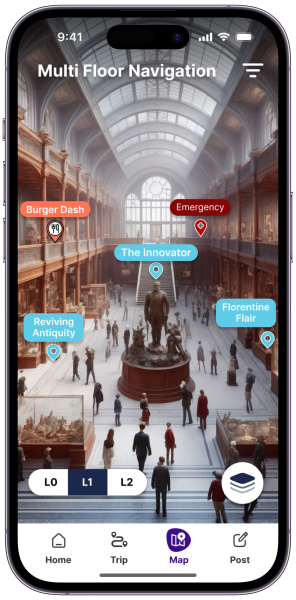 9:41
Multi Floor Navigation
Burger Dash
Emergency
The Innovator
Florentine
Flair
Reviving
Antiquity
L0 L1 L2
Home Trip Map Post